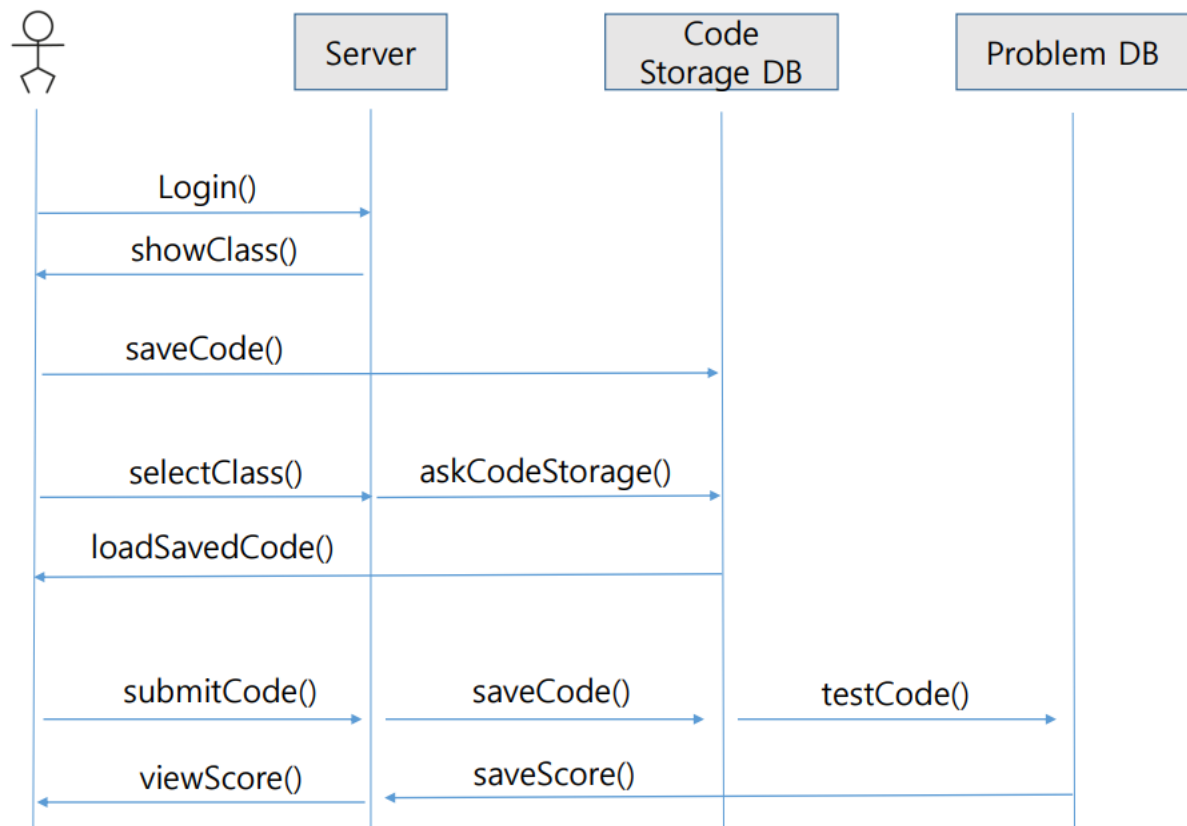 Server
Code
Storage DB
Problem DB
Login()
showClass()
saveCode()
selectClass()
askCodeStorage()
loadSavedCode()
submitCode()
saveCode()
testCode()
viewScore()
saveScore()